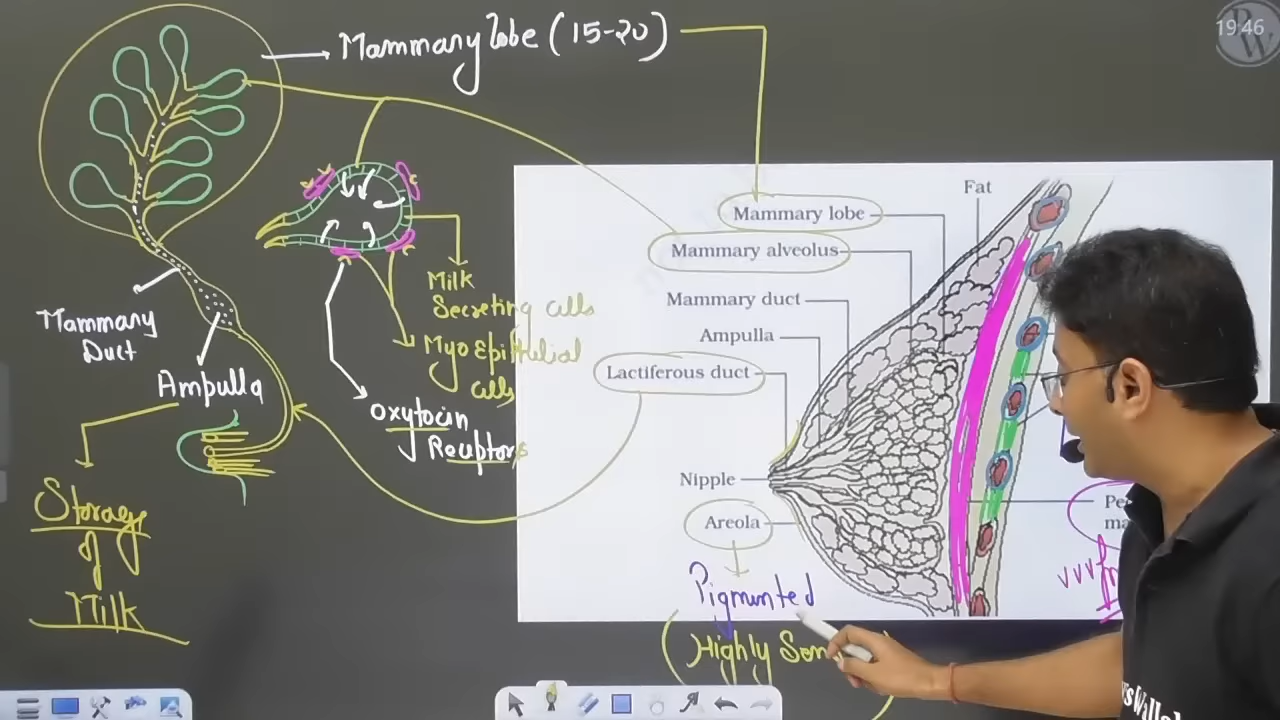 19:46
Mammary lobe (15-20)
Fat
Mammary lobe
Mammary alveolus
Mammary duct
Ampulla
Lactiferous duct
Nipple
Areola
Pigmented
(Highly
Milk
Secreting cells
Myo Epithelial
cells
Oxytocin
Receptors
Mammary
Duct
Ampulla
Storage
of
Milk